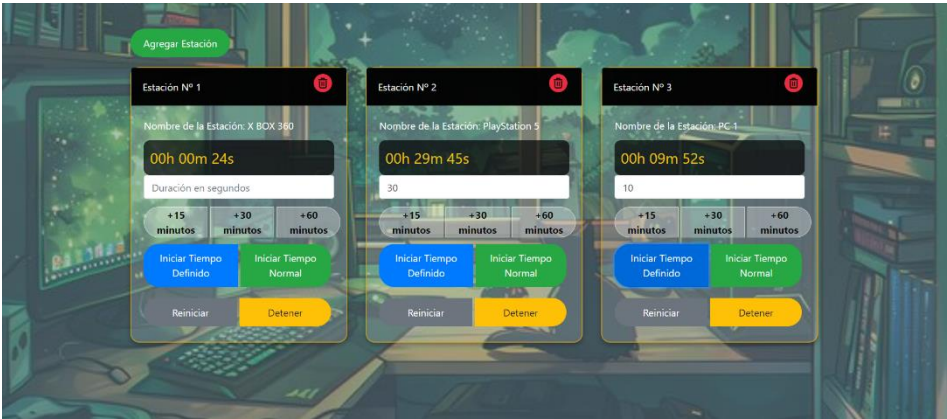 Agregar Estación
Estación Nº 1
Nombre de la Estación: X BOX 360
00h 00m 24s
Duración en segundos
+15 minutos
+30 minutos
+60 minutos
Iniciar Tiempo Definido
Iniciar Tiempo Normal
Reiniciar
Detener
Estación Nº 2
Nombre de la Estación: PlayStation 5
00h 29m 45s
30
+15 minutos
+30 minutos
+60 minutos
Iniciar Tiempo Definido
Iniciar Tiempo Normal
Reiniciar
Detener
Estación Nº 3
Nombre de la Estación: PC 1
00h 09m 52s
10
+15 minutos
+30 minutos
+60 minutos
Iniciar Tiempo Definido
Iniciar Tiempo Normal
Reiniciar
Detener